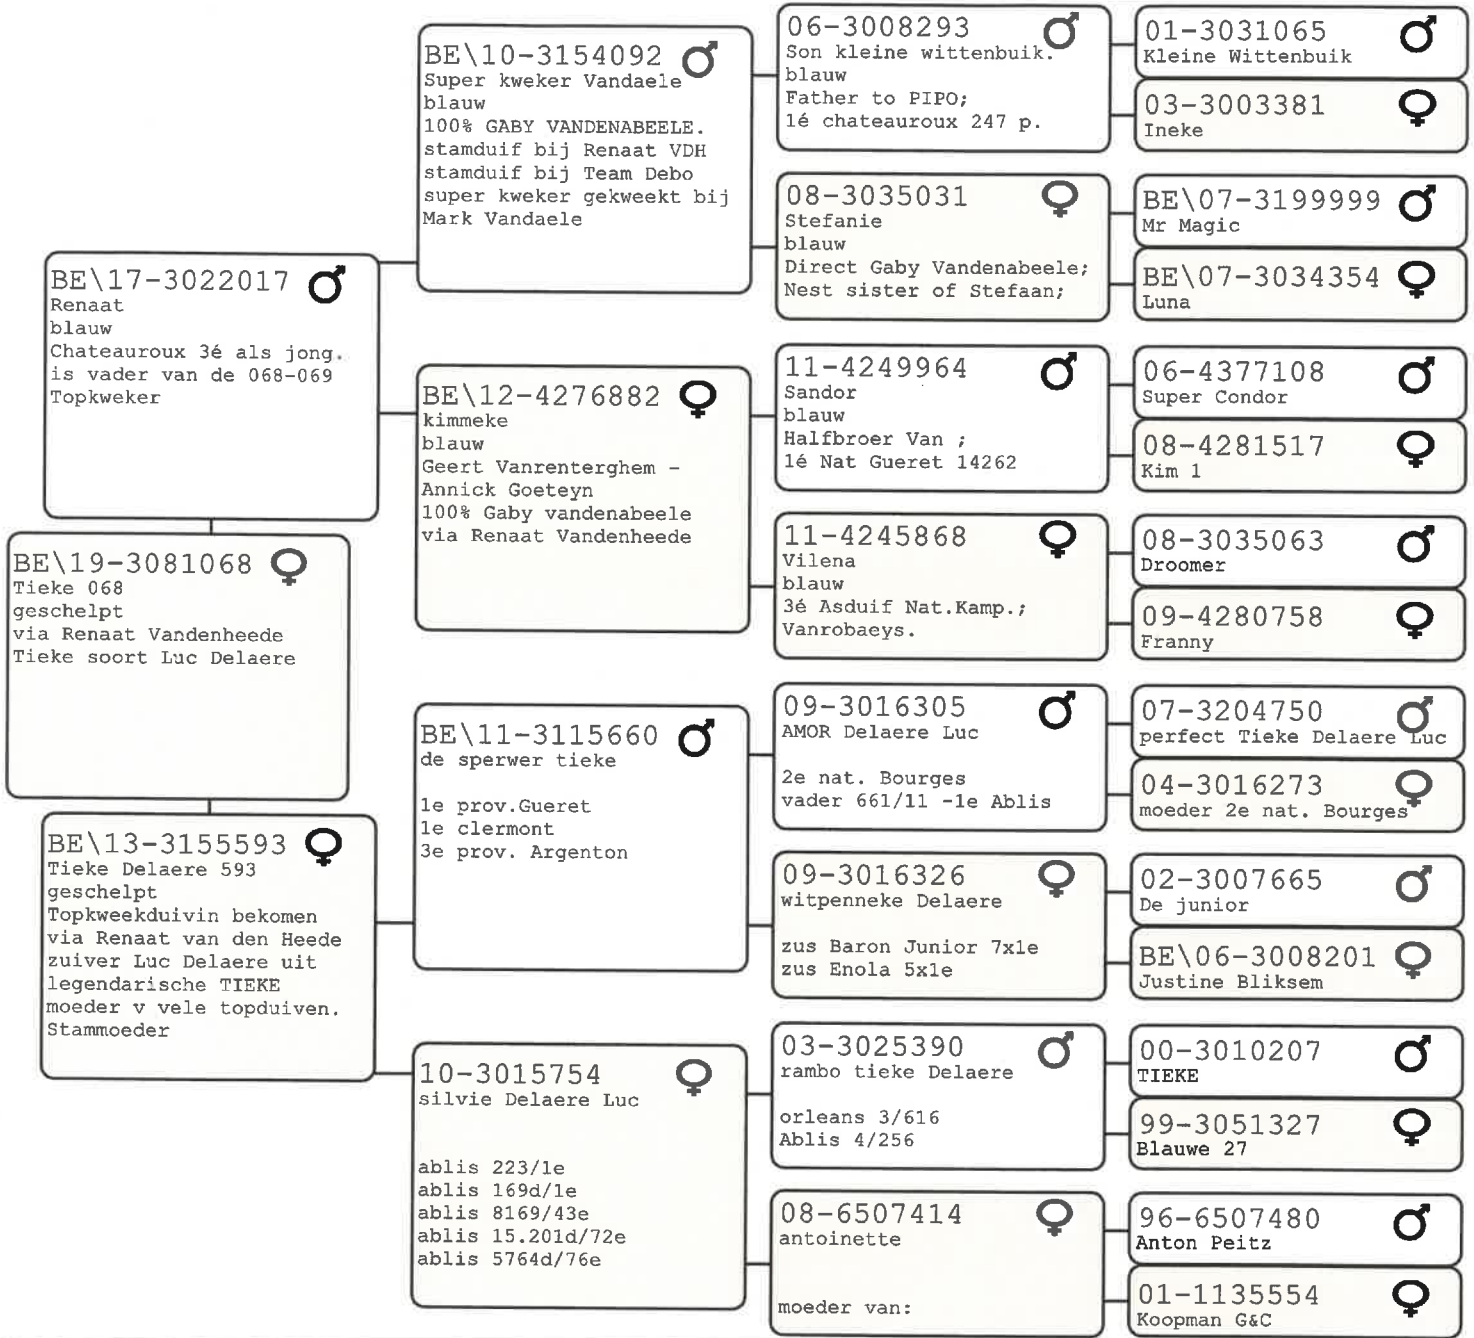 BE\19-3081068
Tieke 068
geschelpt
via Renaat Vandenheede
Tieke soort Luc Delaere
BE\17-3022017
Renaat
blauw
Chateauroux 3é als jong.
is vader van de 068-069
Topkweker
BE\13-3155593
Tieke Delaere 593
geschelpt
Topkweekduivin bekomen
via Renaat van den Heede
zuiver Luc Delaere uit
legendarische TIEKE
moeder v vele topduiven.
Stammoeder
BE\10-3154092
Super kweker Vandaele
blauw
100% GABY VANDENABEELE.
stamduif bij Renaat VDH
stamduif bij Team Debo
super kweker gekweekt bij
Mark Vandaele
BE\12-4276882
kimmeke
blauw
Geert Vanrenterghem -
Annick Goeteyn
100% Gaby vandenabeele
via Renaat Vandenheede
BE\11-3115660
de sperwer tieke
1e prov.Gueret
1e clermont
3e prov. Argenton
10-3015754
silvie Delaere Luc
ablis 223/1e
ablis 169d/1e
ablis 8169/43e
ablis 15.201d/72e
ablis 5764d/76e
06-3008293
Son kleine wittenbuik.
blauw
Father to PIPO;
1é chateauroux 247 p.
08-3035031
Stefanie
blauw
Direct Gaby Vandenabeele;
Nest sister of Stefaan;
11-4249964
Sandor
blauw
Halfbroer Van ;
1é Nat Gueret 14262
11-4245868
Vilena
blauw
3é Asduif Nat.Kamp.;
Vanrobaeys.
09-3016305
AMOR Delaere Luc
2e nat. Bourges
vader 661/11 -1e Ablis
09-3016326
witpenneke Delaere
zus Baron Junior 7x1e
zus Enola 5x1e
03-3025390
rambo tieke Delaere
orleans 3/616
Ablis 4/256
08-6507414
antoinette
moeder van:
01-3031065
Kleine Wittenbuik
03-3003381
Ineke
BE\07-3199999
Mr Magic
BE\07-3034354
Luna
06-4377108
Super Condor
08-4281517
Kim 1
08-3035063
Droomer
09-4280758
Franny
07-3204750
perfect Tieke Delaere Luc
04-3016273
moeder 2e nat. Bourges
02-3007665
De junior
BE\06-3008201
Justine Bliksem
00-3010207
TIEKE
99-3051327
Blauwe 27
96-6507480
Anton Peitz
01-1135554
Koopman G&C